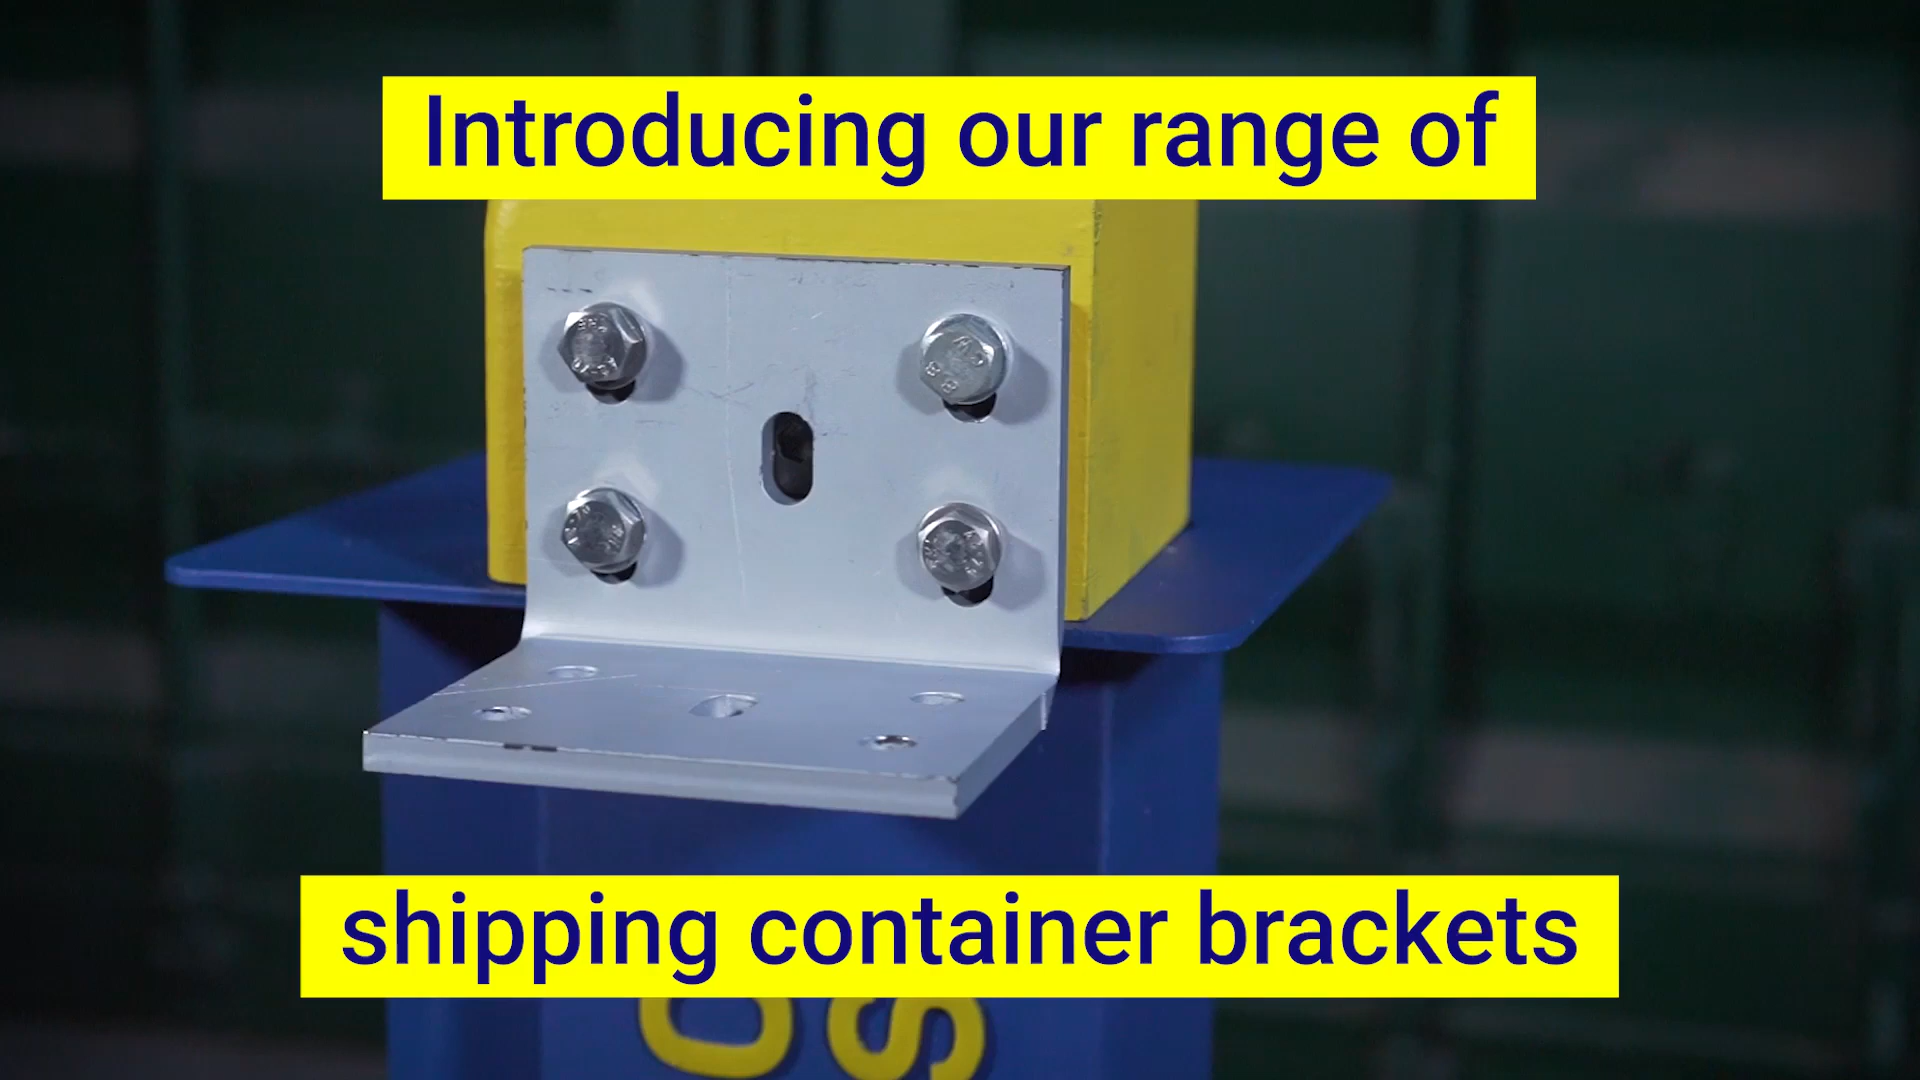 Introducing our range of
shipping container brackets